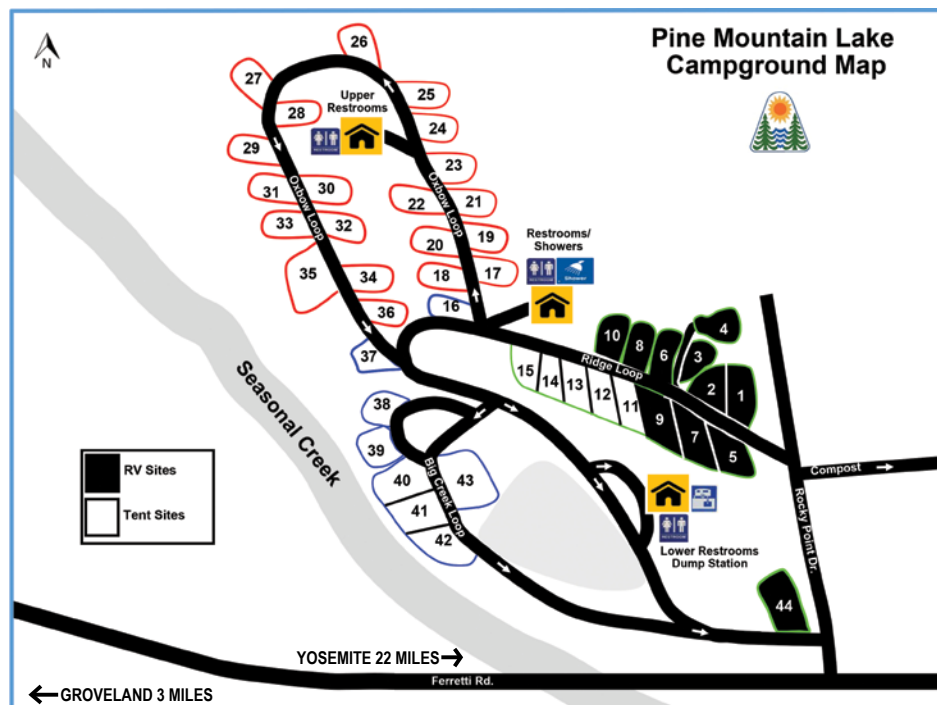 Pine Mountain Lake
Campground Map
N
26
27
25
28
Upper
Restrooms
RESTROOM
24
29
23
Oxbow Loop
Oxbow Loop
31
30
22
21
33
32
20
19
Restrooms/
Showers
RESTROOM
Shower
35
34
18
17
36
16
37
10
8
6
4
3
2
1
Ridge Loop
15
14
13
12
11
9
7
5
Seasonal Creek
38
39
40
43
41
42
Big Creek Loop
RV Sites
Tent Sites
Compost
Rocky Point Dr.
RESTROOM
Lower Restrooms
Dump Station
44
YOSEMITE 22 MILES
Ferretti Rd.
GROVELAND 3 MILES